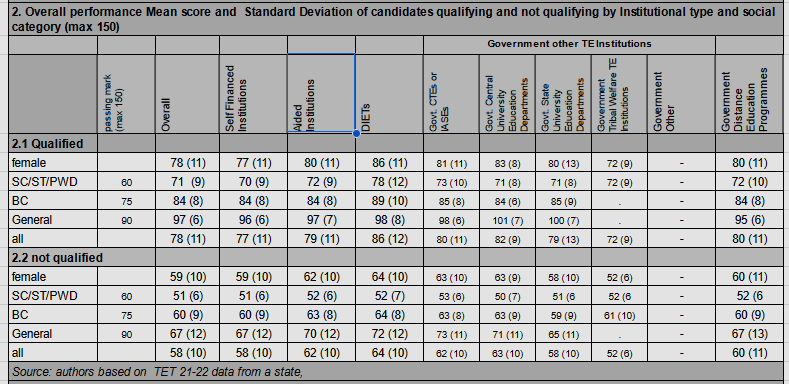 2. Overall performance Mean score and Standard Deviation of candidates qualifying and not qualifying by Institutional type and social
category (max 150)
Government other TE Institutions
passing mark (max 150) Overall Self Financed Institutions Aided Institutions DIETs Govt. CTEs or IASEs Govt. Central University Education Departments Govt. State University Education Departments Government Tribal Welfare TE Institutions Government Other Government Distance Education Programmes
2.1 Qualified
female 78 (11) 77 (11) 80 (11) 86 (11) 81 (11) 83 (8) 80 (13) 72 (9) - 80 (11)
SC/ST/PWD 60 71 (9) 70 (9) 72 (9) 78 (12) 73 (10) 71 (8) 71 (8) 72 (9) - 72 (10)
BC 75 84 (8) 84 (8) 84 (8) 89 (10) 85 (8) 84 (6) 85 (9) . - 84 (8)
General 90 97 (6) 96 (6) 97 (7) 98 (8) 98 (6) 101 (7) 100 (7) . - 95 (6)
all 78 (11) 77 (11) 79 (11) 86 (12) 80 (11) 82 (9) 79 (13) 72 (9) - 80 (11)
2.2 not qualified
female 59 (10) 59 (10) 62 (10) 64 (10) 63 (10) 63 (9) 58 (10) 52 (6) - 60 (11)
SC/ST/PWD 60 51 (6) 51 (6) 52 (6) 52 (7) 53 (6) 50 (7) 51 (6 52 (6 - 52 (6
BC 75 60 (9) 60 (9) 63 (8) 64 (8) 63 (8) 63 (9) 59 (9) 61 (10) - 60 (9)
General 90 67 (12) 67 (12) 70 (12) 72 (12) 73 (11) 71 (11) 65 (11) . - 67 (13)
all 58 (10) 58 (10) 62 (10) 64 (10) 62 (10) 63 (10) 58 (10) 52 (6) - 60 (11)
Source: authors based on TET 21-22 data from a state,